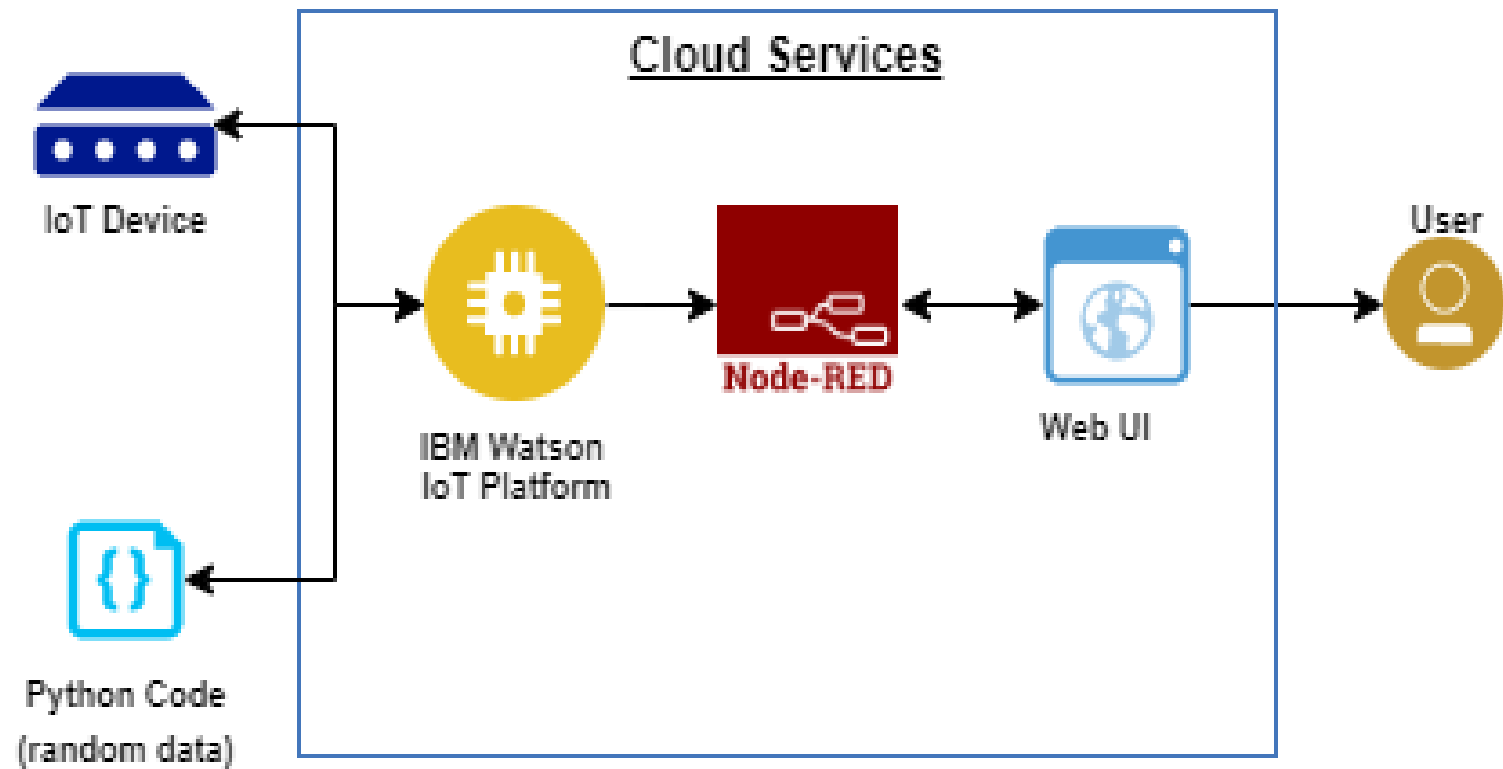 Cloud Services
IoT Device
User
Node-RED
Web UI
IBM Watson
IoT Platform
Python Code
(random data)